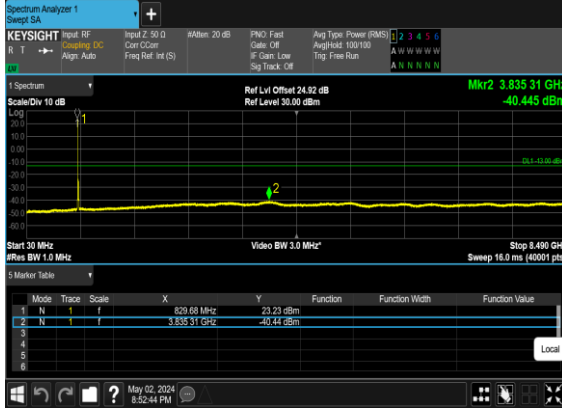 Spectrum Analyzer 1
Swept SA
+
KEYSIGHT Input: RF Input Z: 50 Ω #Atten: 20 dB PNO: Fast Avg Type: Power (RMS) 1 2 3 4 5 6
R T Coupling: DC Corr CCorr Gate: Off Avg|Hold: 100/100 A W W W W W
Align: Auto Freq Ref: Int (S) IF Gain: Low Trig: Free Run
Sig Track: Off A N N N N N
1 Spectrum Ref Lvl Offset 24.92 dB Mkr2 3.835 31 GHz
Scale/Div 10 dB Ref Level 30.00 dBm -40.445 dBm
Log
20.0
10.0
0.00
-10.0
-20.0
-30.0
-40.0
-50.0
-60.0
1
DL1 -13.00 dBm
2
Start 30 MHz Video BW 3.0 MHz* Stop 8.490 GHz
#Res BW 1.0 MHz Sweep 16.0 ms (40001 pts)
5 Marker Table
Mode Trace Scale X Y Function Function Width Function Value
1 N 1 f 829.68 MHz 23.23 dBm
2 N 1 f 3.835 31 GHz -40.44 dBm
3
4
5
6
Local
? May 02, 2024
8:52:44 PM